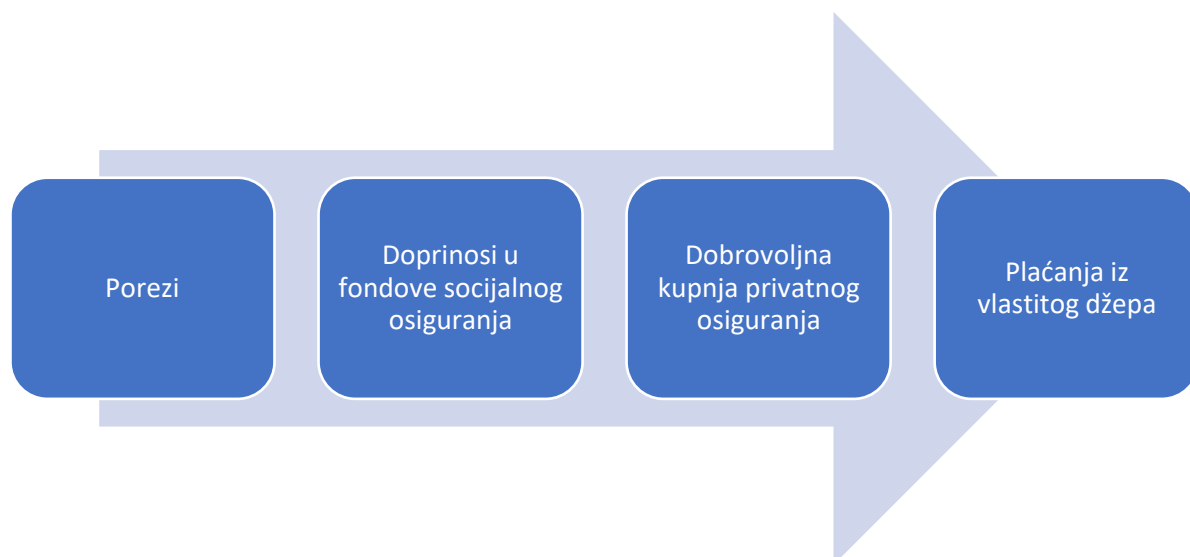 Porezi
Doprinosi u
fondove socijalnog
osiguranja
Dobrovoljna
kupnja privatnog
osiguranja
Plaćanja iz
vlastitog džepa